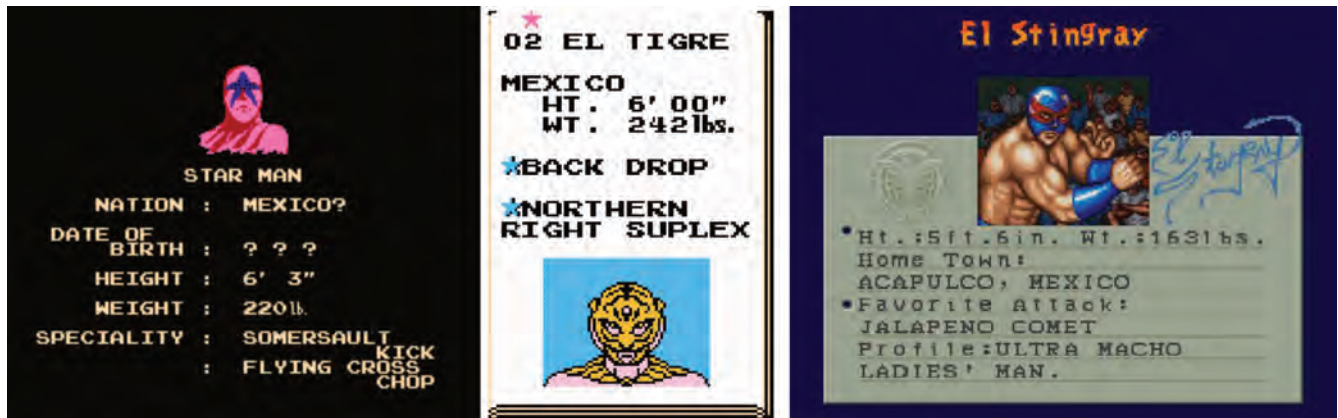 STAR MAN
NATION : MEXICO?
DATE OF
BIRTH : ? ? ?
HEIGHT : 6' 3"
WEIGHT : 220lb.
SPECIALITY : SOMERSAULT
KICK
: FLYING CROSS
CHOP
02 EL TIGRE
MEXICO
HT. 6'00"
WT. 242lbs.
BACK DROP
NORTHERN
RIGHT SUPLEX
El Stingray
El Stingray
Ht.:5ft.6in. Wt.:163lbs.
Home Town:
ACAPULCO, MEXICO
Favorite Attack:
JALAPENO COMET
Profile:ULTRA MACHO
LADIES' MAN.